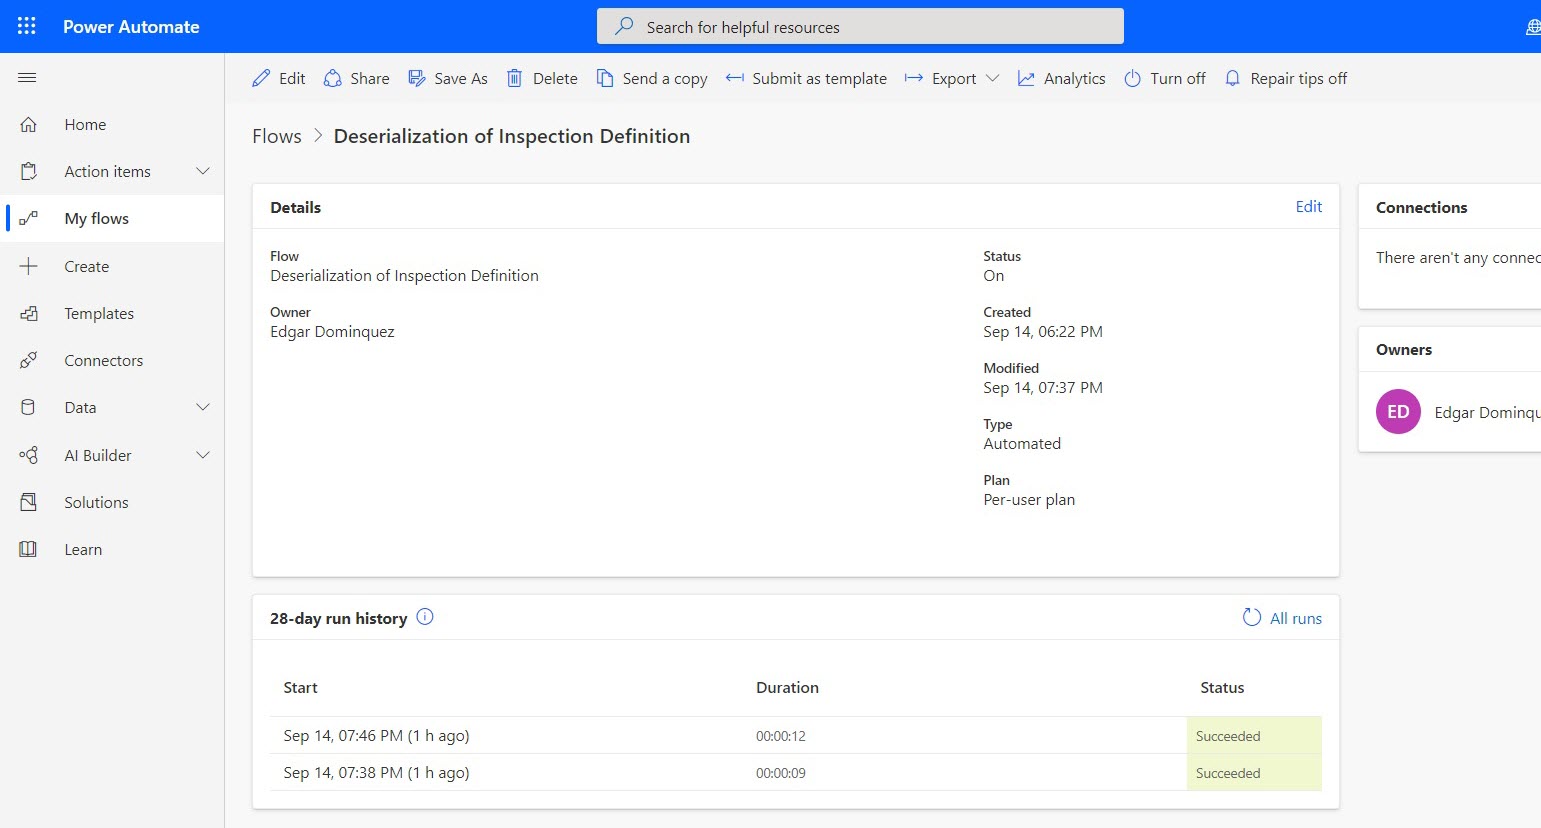 Power Automate
Search for helpful resources
Edit Share Save As Delete Send a copy Submit as template Export Analytics Turn off Repair tips off
Home
Action items
My flows
Create
Templates
Connectors
Data
AI Builder
Solutions
Learn
Flows > Deserialization of Inspection Definition
Details Edit
Flow
Deserialization of Inspection Definition
Owner
Edgar Dominquez
Status
On
Created
Sep 14, 06:22 PM
Modified
Sep 14, 07:37 PM
Type
Automated
Plan
Per-user plan
28-day run history All runs
Start Duration Status
Sep 14, 07:46 PM (1 h ago) 00:00:12 Succeeded
Sep 14, 07:38 PM (1 h ago) 00:00:09 Succeeded
Connections
There aren't any connec
Owners
ED Edgar Dominqu